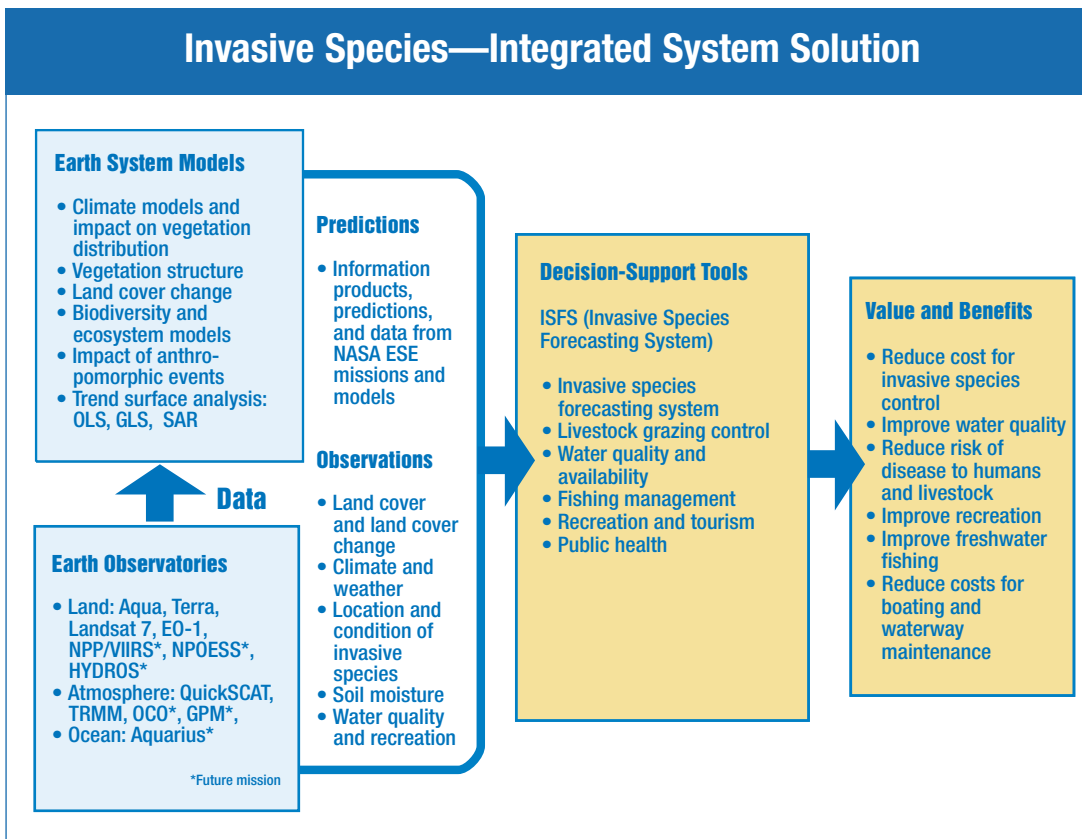 Invasive Species—Integrated System Solution
Earth System Models
• Climate models and
impact on vegetation
distribution
• Vegetation structure
• Land cover change
• Biodiversity and
ecosystem models
• Impact of anthro-
pomorphic events
• Trend surface analysis:
OLS, GLS, SAR
Data
Earth Observatories
• Land: Aqua, Terra,
Landsat 7, EO-1,
NPP/VIIRS*, NPOESS*,
HYDROS*
• Atmosphere: QuickSCAT,
TRMM, OCO*, GPM*,
• Ocean: Aquarius*
*Future mission
Predictions
• Information
products,
predictions,
and data from
NASA ESE
missions and
models
Observations
• Land cover
and land cover
change
• Climate and
weather
• Location and
condition of
invasive
species
• Soil moisture
• Water quality
and recreation
Decision-Support Tools
ISFS (Invasive Species
Forecasting System)
• Invasive species
forecasting system
• Livestock grazing control
• Water quality and
availability
• Fishing management
• Recreation and tourism
• Public health
Value and Benefits
• Reduce cost for
invasive species
control
• Improve water quality
• Reduce risk of
disease to humans
and livestock
• Improve recreation
• Improve freshwater
fishing
• Reduce costs for
boating and
waterway
maintenance